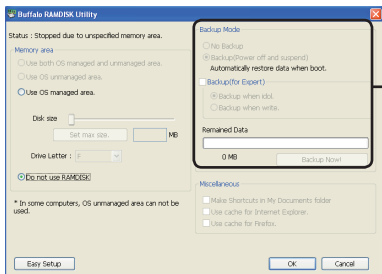 Buffalo RAMDISK Utility
Status : Stopped due to unspecified memory area.
Memory area
Use both OS managed and unmanaged area.
Use OS unmanaged area.
Use OS managed area.
Disk size
Set max size.
MB
Drive Letter :
Do not use RAMDISK
* In some computers, OS unmanaged area can not be
used.
Easy Setup
Backup Mode
No Backup
Backup(Power off and suspend)
Automatically restore data when boot.
Backup(for Expert)
Backup when idol.
Backup when write.
Remained Data
0 MB
Backup Now!
Miscellaneous
Make Shortcuts in My Documents folder
Use cache for Internet Explorer.
Use cache for Firefox.
OK
Cancel